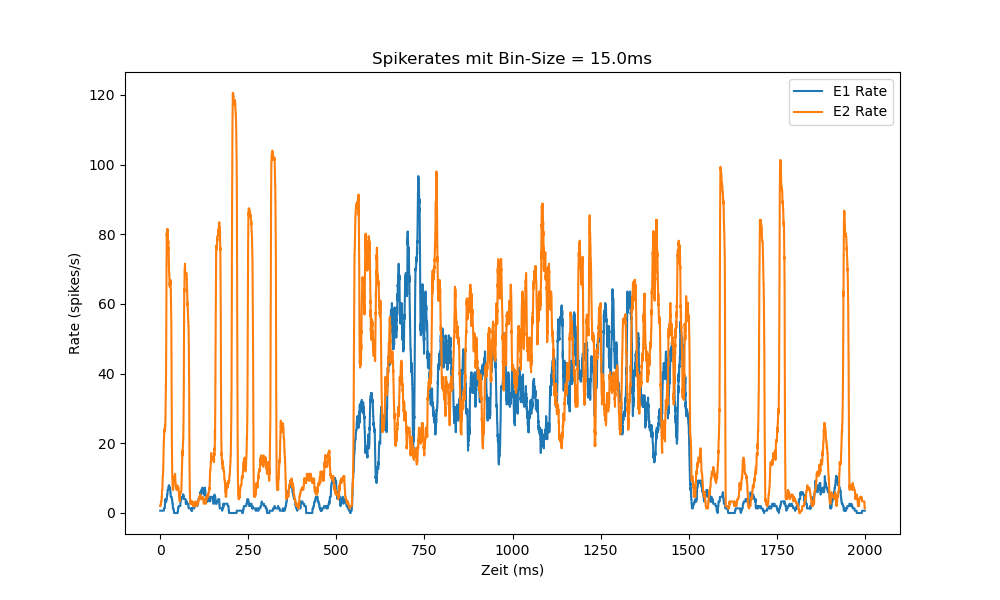 Spikerates mit Bin-Size = 15.0ms
E1 Rate
E2 Rate
120
100
80
60
40
20
0
Rate (spikes/s)
0 250 500 750 1000 1250 1500 1750 2000
Zeit (ms)